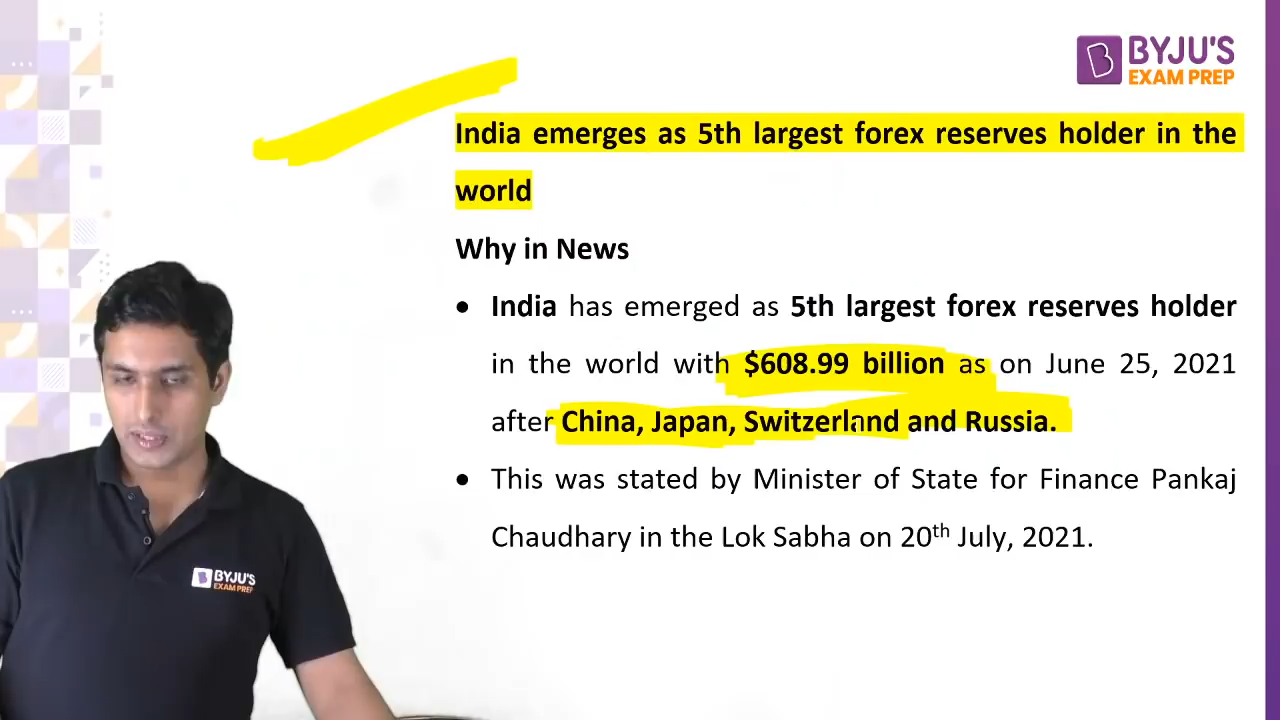 BYJU'S
EXAM PREP
India emerges as 5th largest forex reserves holder in the
world
Why in News
• India has emerged as 5th largest forex reserves holder
in the world with $608.99 billion as on June 25, 2021
after China, Japan, Switzerland and Russia.
• This was stated by Minister of State for Finance Pankaj
Chaudhary in the Lok Sabha on 20th July, 2021.
BYJU'S
EXAM PREP